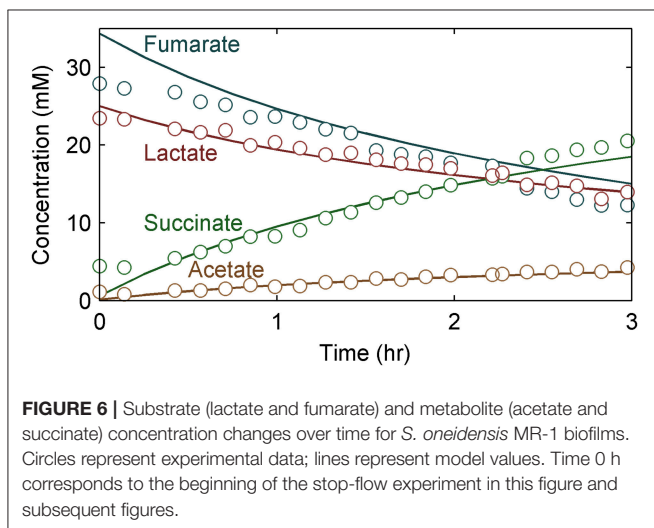 Fumarate
Lactate
Succinate
Acetate
Concentration (mM)
30
20
10
0
0
1
2
3
Time (hr)
FIGURE 6 | Substrate (lactate and fumarate) and metabolite (acetate and
succinate) concentration changes over time for S. oneidensis MR-1 biofilms.
Circles represent experimental data; lines represent model values. Time 0 h
corresponds to the beginning of the stop-flow experiment in this figure and
subsequent figures.